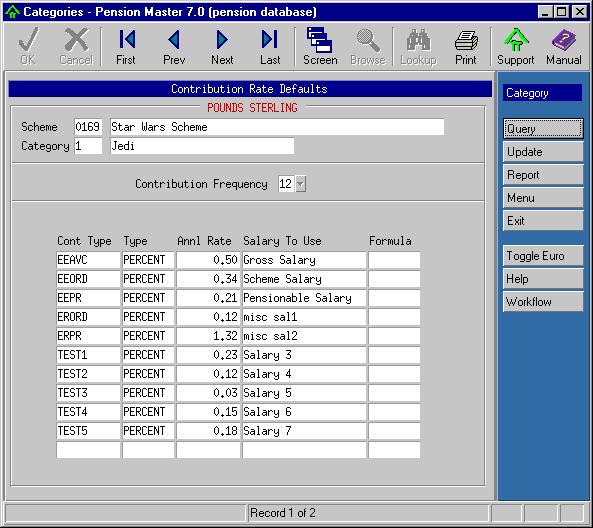 Categories - Pension Master 7.0 (pension database)
OK Cancel First Prev Next Last Screen Browse Lookup Print Support Manual
Contribution Rate Defaults
POUNDS STERLING
Scheme 0169 Star Wars Scheme
Category 1 Jedi
Contribution Frequency 12
Cont Type Type Annl Rate Salary To Use Formula
EEAVC PERCENT 0.50 Gross Salary
EEORD PERCENT 0.34 Scheme Salary
EEPR PERCENT 0.21 Pensionable Salary
ERORD PERCENT 0.12 misc sal1
ERPR PERCENT 1.32 misc sal2
TEST1 PERCENT 0.23 Salary 3
TEST2 PERCENT 0.12 Salary 4
TEST3 PERCENT 0.03 Salary 5
TEST4 PERCENT 0.15 Salary 6
TEST5 PERCENT 0.18 Salary 7
Category
Query
Update
Report
Menu
Exit
Toggle Euro
Help
Workflow
Record 1 of 2